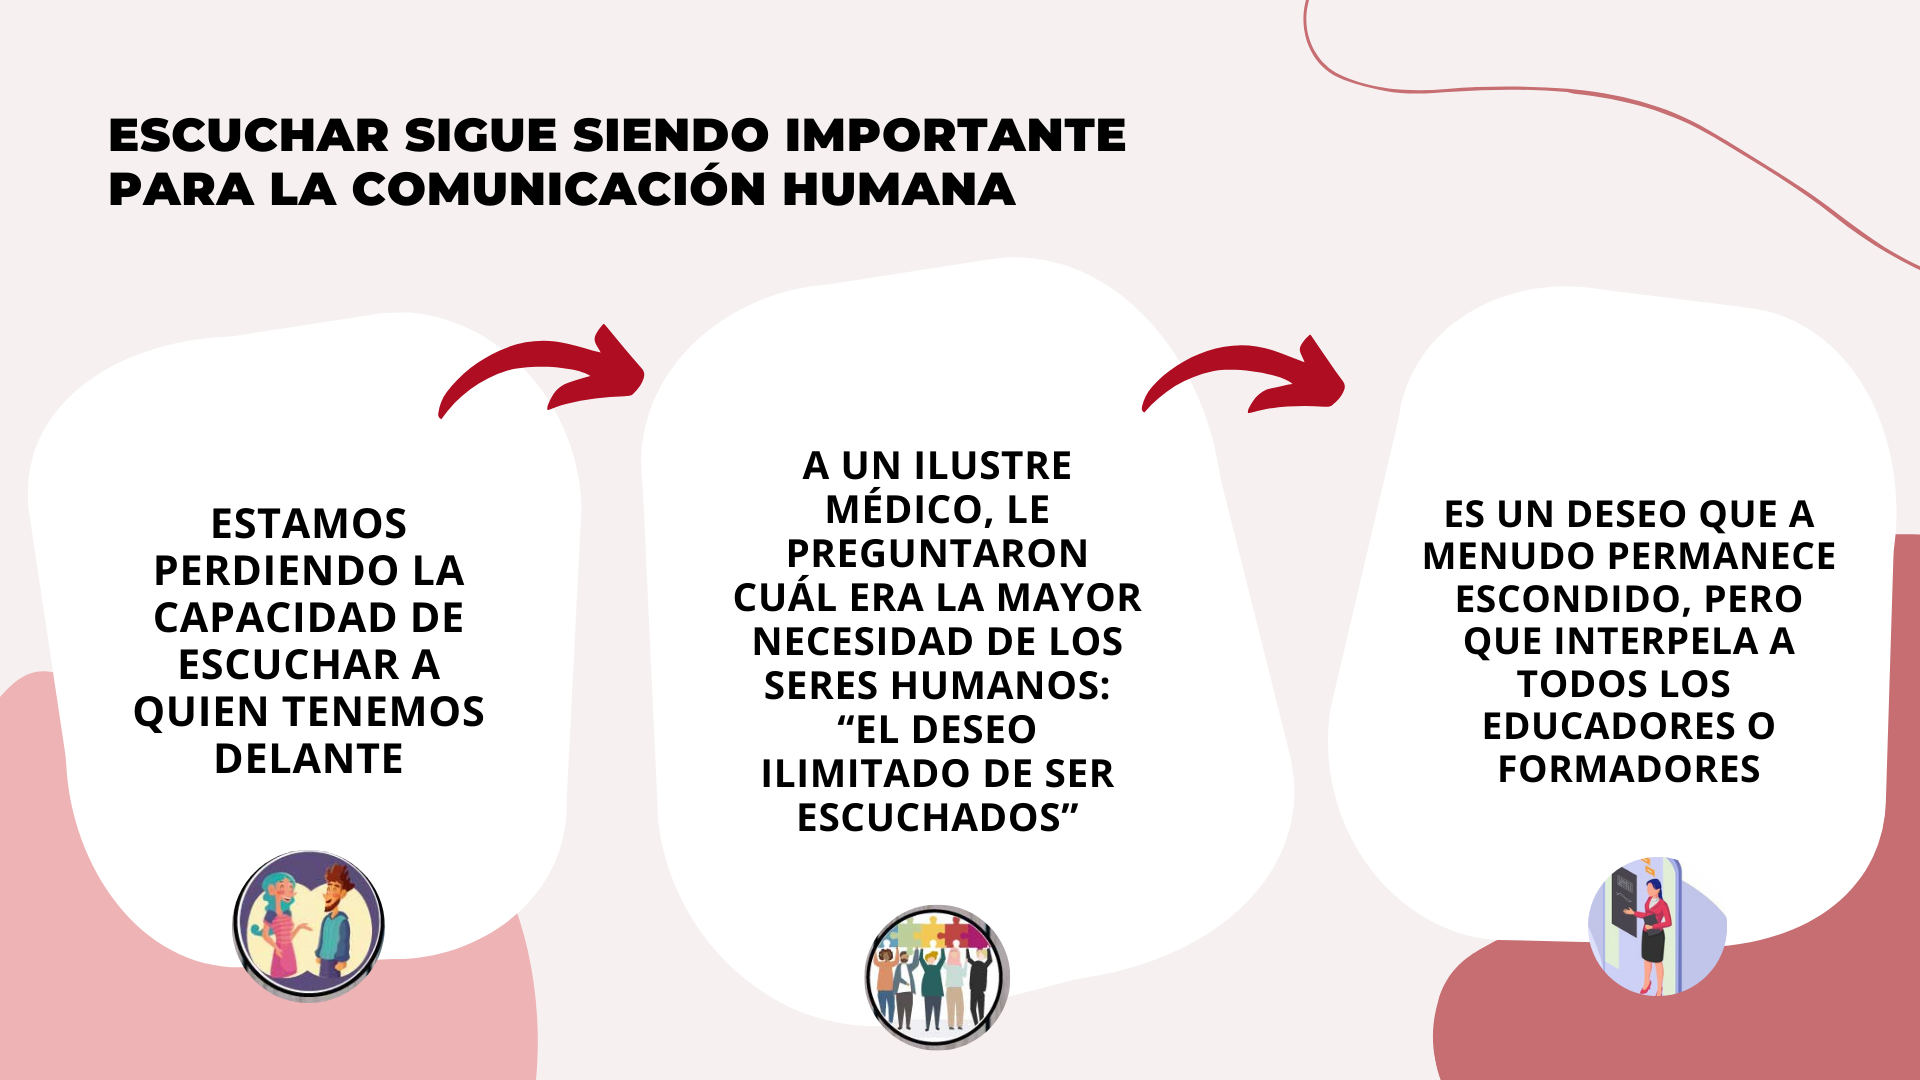 ESCUCHAR SIGUE SIENDO IMPORTANTE
PARA LA COMUNICACIÓN HUMANA
ESTAMOS
PERDIENDO LA
CAPACIDAD DE
ESCUCHAR A
QUIEN TENEMOS
DELANTE
A UN ILUSTRE
MÉDICO, LE
PREGUNTARON
CUÁL ERA LA MAYOR
NECESIDAD DE LOS
SERES HUMANOS:
“EL DESEO
ILIMITADO DE SER
ESCUCHADOS”
ES UN DESEO QUE A
MENUDO PERMANECE
ESCONDIDO, PERO
QUE INTERPELA A
TODOS LOS
EDUCADORES O
FORMADORES